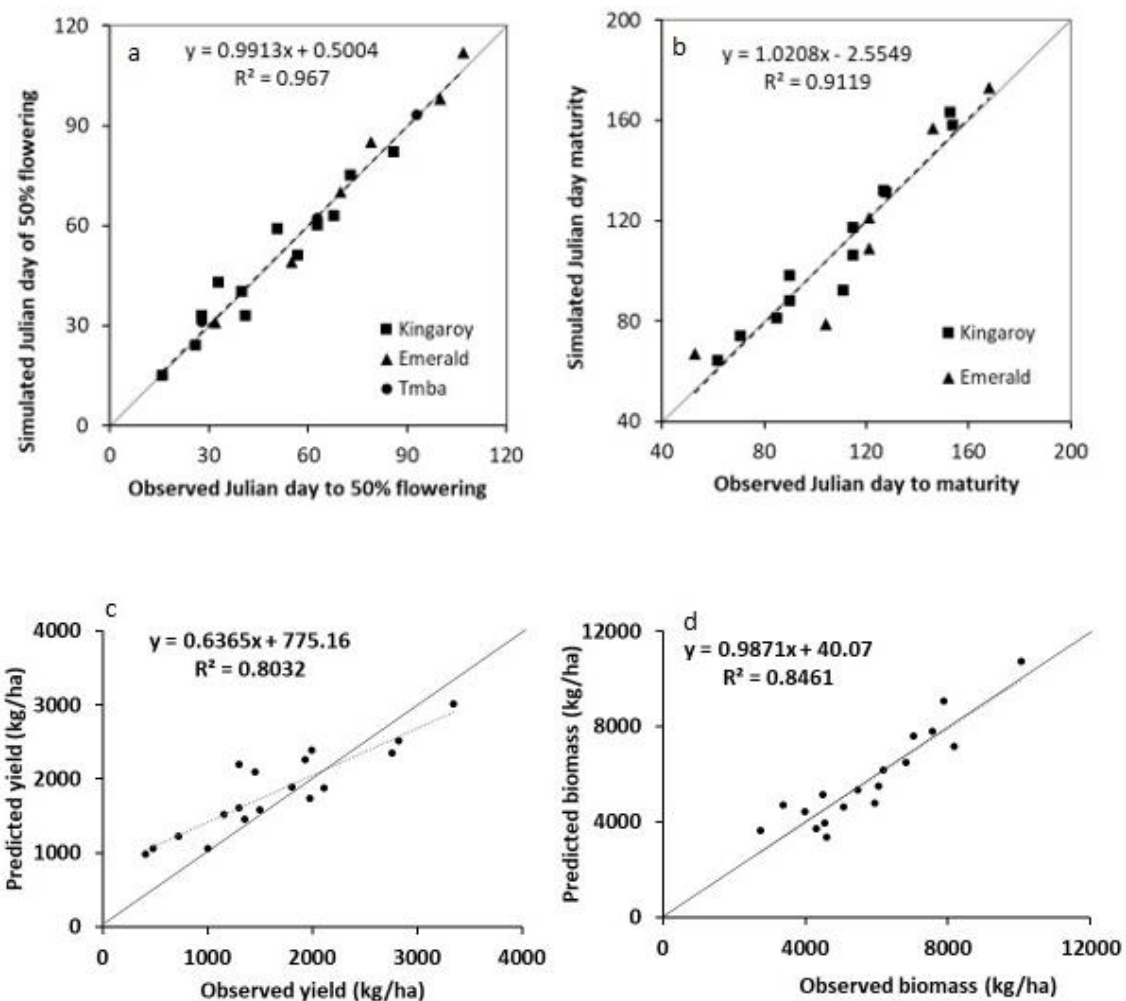 a
y = 0.9913x + 0.5004
R² = 0.967
Simulated Julian day of 50% flowering
120
90
60
30
0
Kingaroy
Emerald
Tmba
0 30 60 90 120
Observed Julian day to 50% flowering
b
y = 1.0208x - 2.5549
R² = 0.9119
Simulated Julian day maturity
200
160
120
80
40
Kingaroy
Emerald
40 80 120 160 200
Observed Julian day to maturity
c
y = 0.6365x + 775.16
R² = 0.8032
Predicted yield (kg/ha)
4000
3000
2000
1000
0
0 1000 2000 3000 4000
Observed yield (kg/ha)
d
y = 0.9871x + 40.07
R² = 0.8461
Predicted biomass (kg/ha)
12000
8000
4000
0
0 4000 8000 12000
Observed biomass (kg/ha)